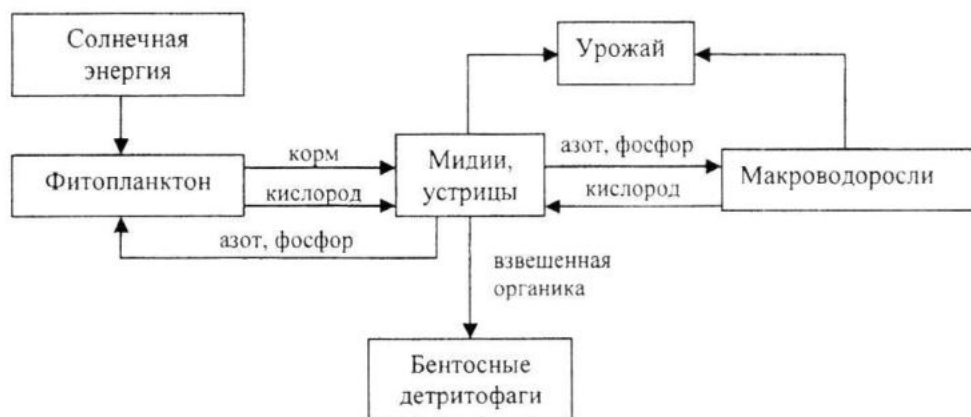 Солнечная
энергия
Урожай
Фитопланктон
корм
кислород
Мидии,
устрицы
азот, фосфор
кислород
Макроводоросли
азот, фосфор
взвешенная
органика
Бентосные
детритофаги